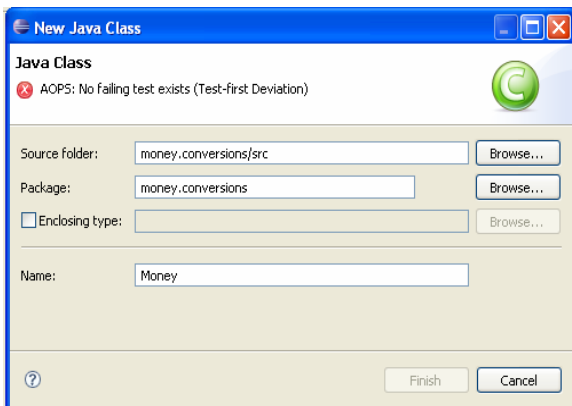 New Java Class
Java Class
AOPS: No failing test exists (Test-first Deviation)
Source folder: money.conversions/src Browse...
Package: money.conversions Browse...
Enclosing type: Browse...
Name: Money
? Finish Cancel